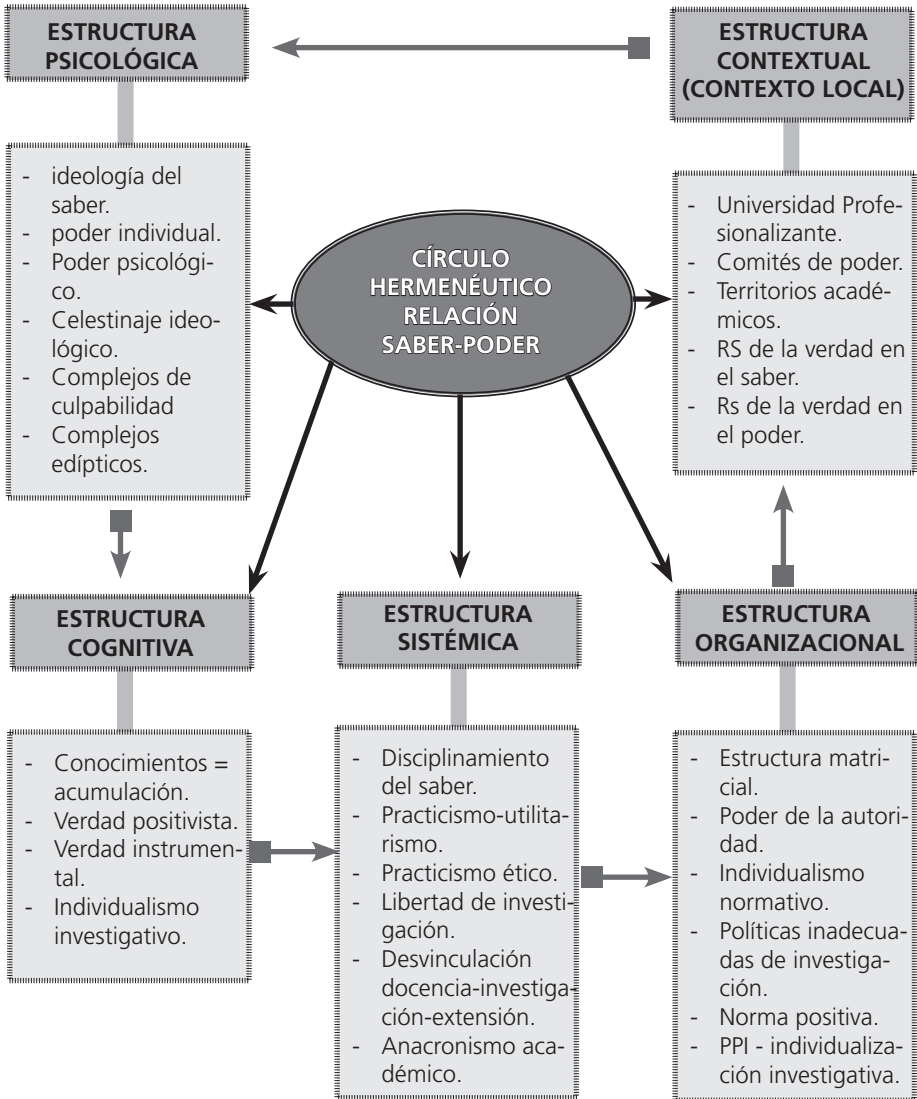 ESTRUCTURA
PSICOLÓGICA
ESTRUCTURA
CONTEXTUAL
(CONTEXTO LOCAL)
- ideología del
saber.
- poder individual.
- Poder psicológi-
co.
- Celestinaje ideo-
lógico.
- Complejos de
culpabilidad
- Complejos
edípticos.
CÍRCULO
HERMENÉUTICO
RELACIÓN
SABER-PODER
- Universidad Profe-
sionalizante.
- Comités de poder.
- Territorios acadé-
micos.
- RS de la verdad en
el saber.
- Rs de la verdad en
el poder.
ESTRUCTURA
COGNITIVA
ESTRUCTURA
SISTÉMICA
ESTRUCTURA
ORGANIZACIONAL
- Conocimientos =
acumulación.
- Verdad positivista.
- Verdad instrumen-
tal.
- Individualismo
investigativo.
- Disciplinamiento
del saber.
- Practicismo-utilita-
rismo.
- Practicismo ético.
- Libertad de investi-
gación.
- Desvinculación
docencia-investiga-
ción-extensión.
- Anacronismo aca-
démico.
- Estructura matri-
cial.
- Poder de la autori-
dad.
- Individualismo
normativo.
- Políticas inadecua-
das de investiga-
ción.
- Norma positiva.
- PPI - individualiza-
ción investigativa.